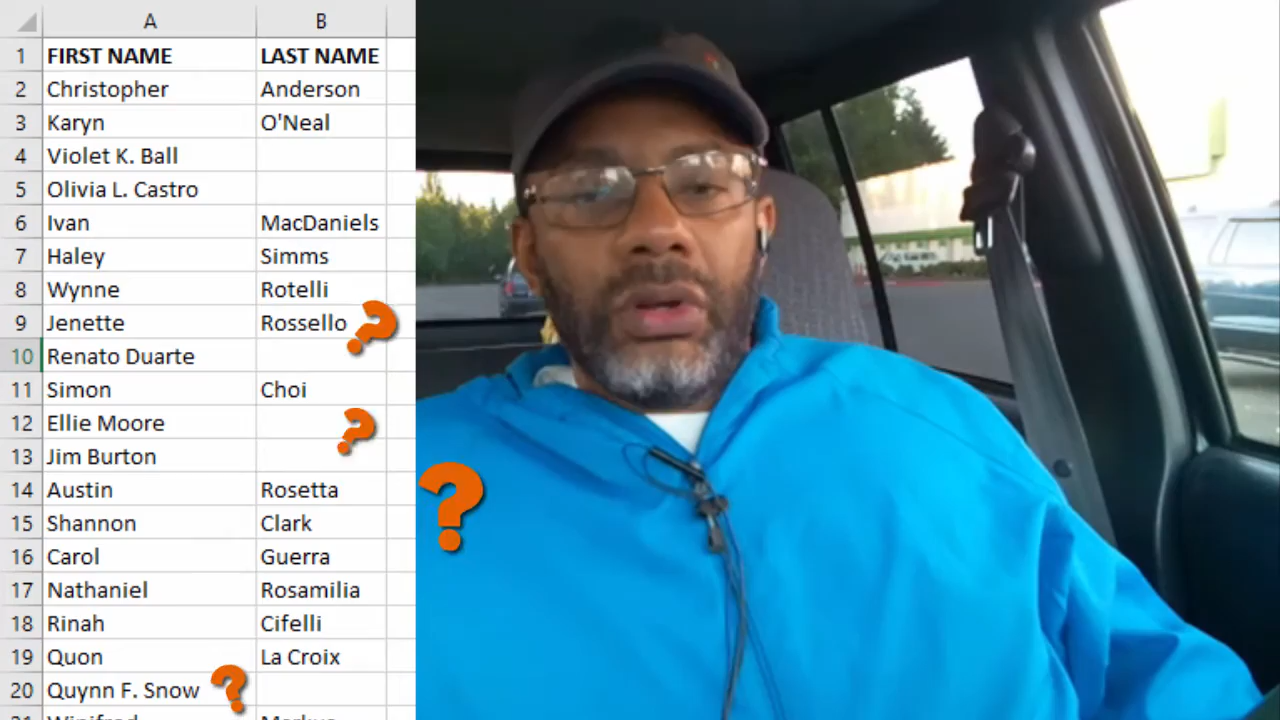 A B
1 FIRST NAME LAST NAME
2 Christopher Anderson
3 Karyn O'Neal
4 Violet K. Ball
5 Olivia L. Castro
6 Ivan MacDaniels
7 Haley Simms
8 Wynne Rotelli
9 Jenette Rossello ?
10 Renato Duarte
11 Simon Choi
12 Ellie Moore ?
13 Jim Burton
14 Austin Rosetta ?
15 Shannon Clark
16 Carol Guerra
17 Nathaniel Rosamilia
18 Rinah Cifelli
19 Quon La Croix
20 Quynn F. Snow ?